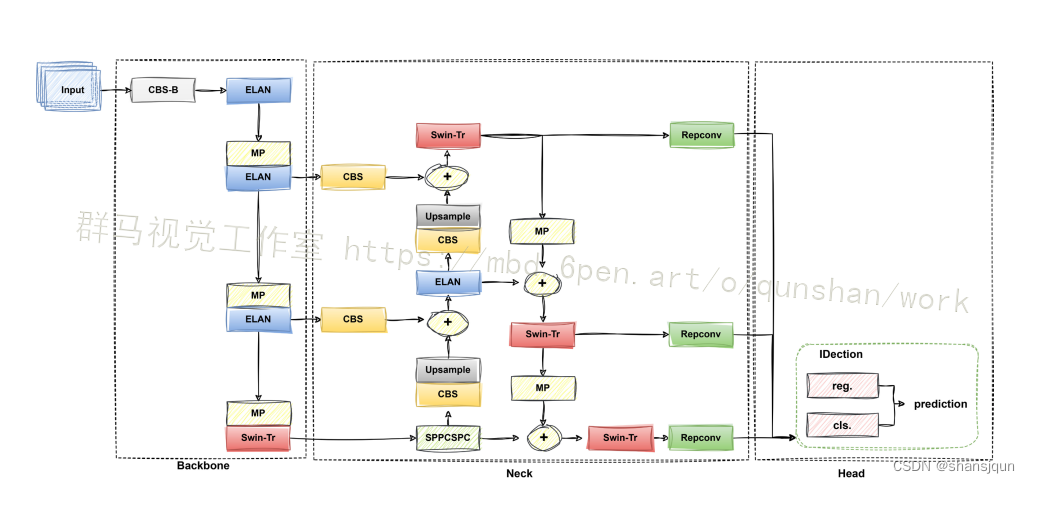 Input
CBS-B
ELAN
MP
ELAN
MP
ELAN
MP
Swin-Tr
Backbone
CBS
CBS
Swin-Tr
+
Upsample
CBS
ELAN
+
Upsample
CBS
SPPCSPC
MP
+
Swin-Tr
MP
+
Swin-Tr
Repconv
Repconv
Repconv
Neck
IDection
reg.
cls.
prediction
Head
群马视觉工作室 https://mbd.6pen.art/o/qunshan/work
CSDN @shansjqun